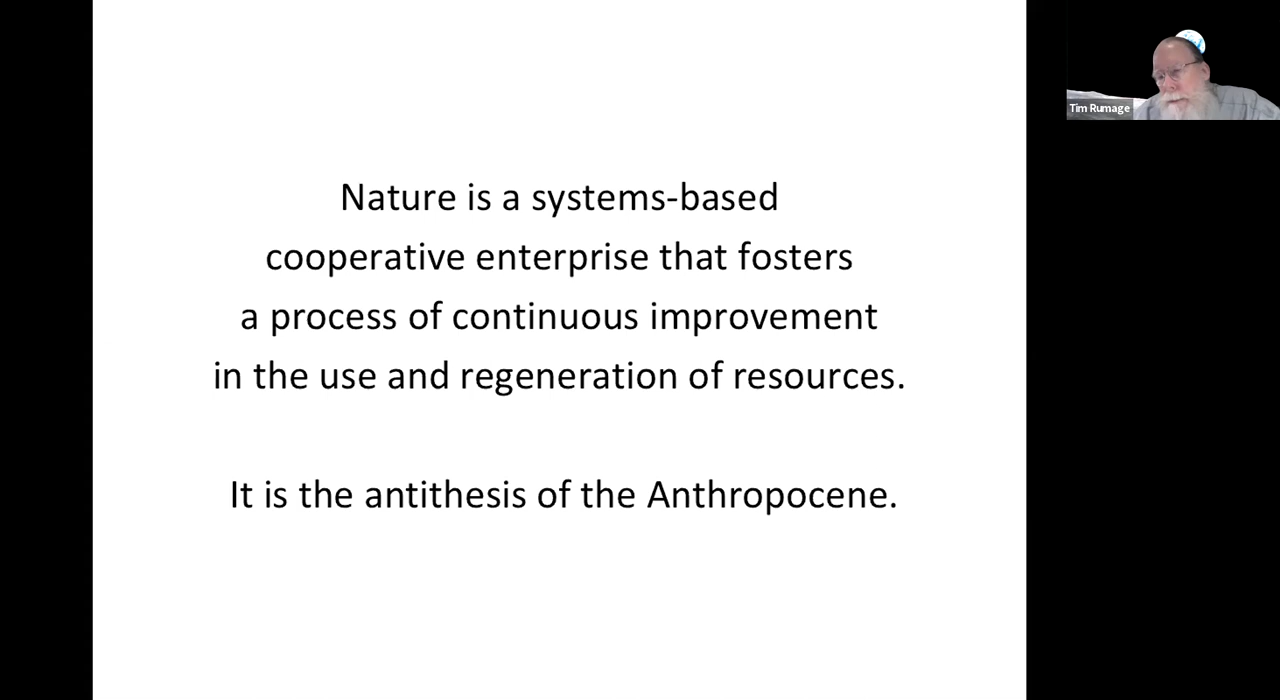 Nature is a systems-based
cooperative enterprise that fosters
a process of continuous improvement
in the use and regeneration of resources.
It is the antithesis of the Anthropocene.
Tim Rumage